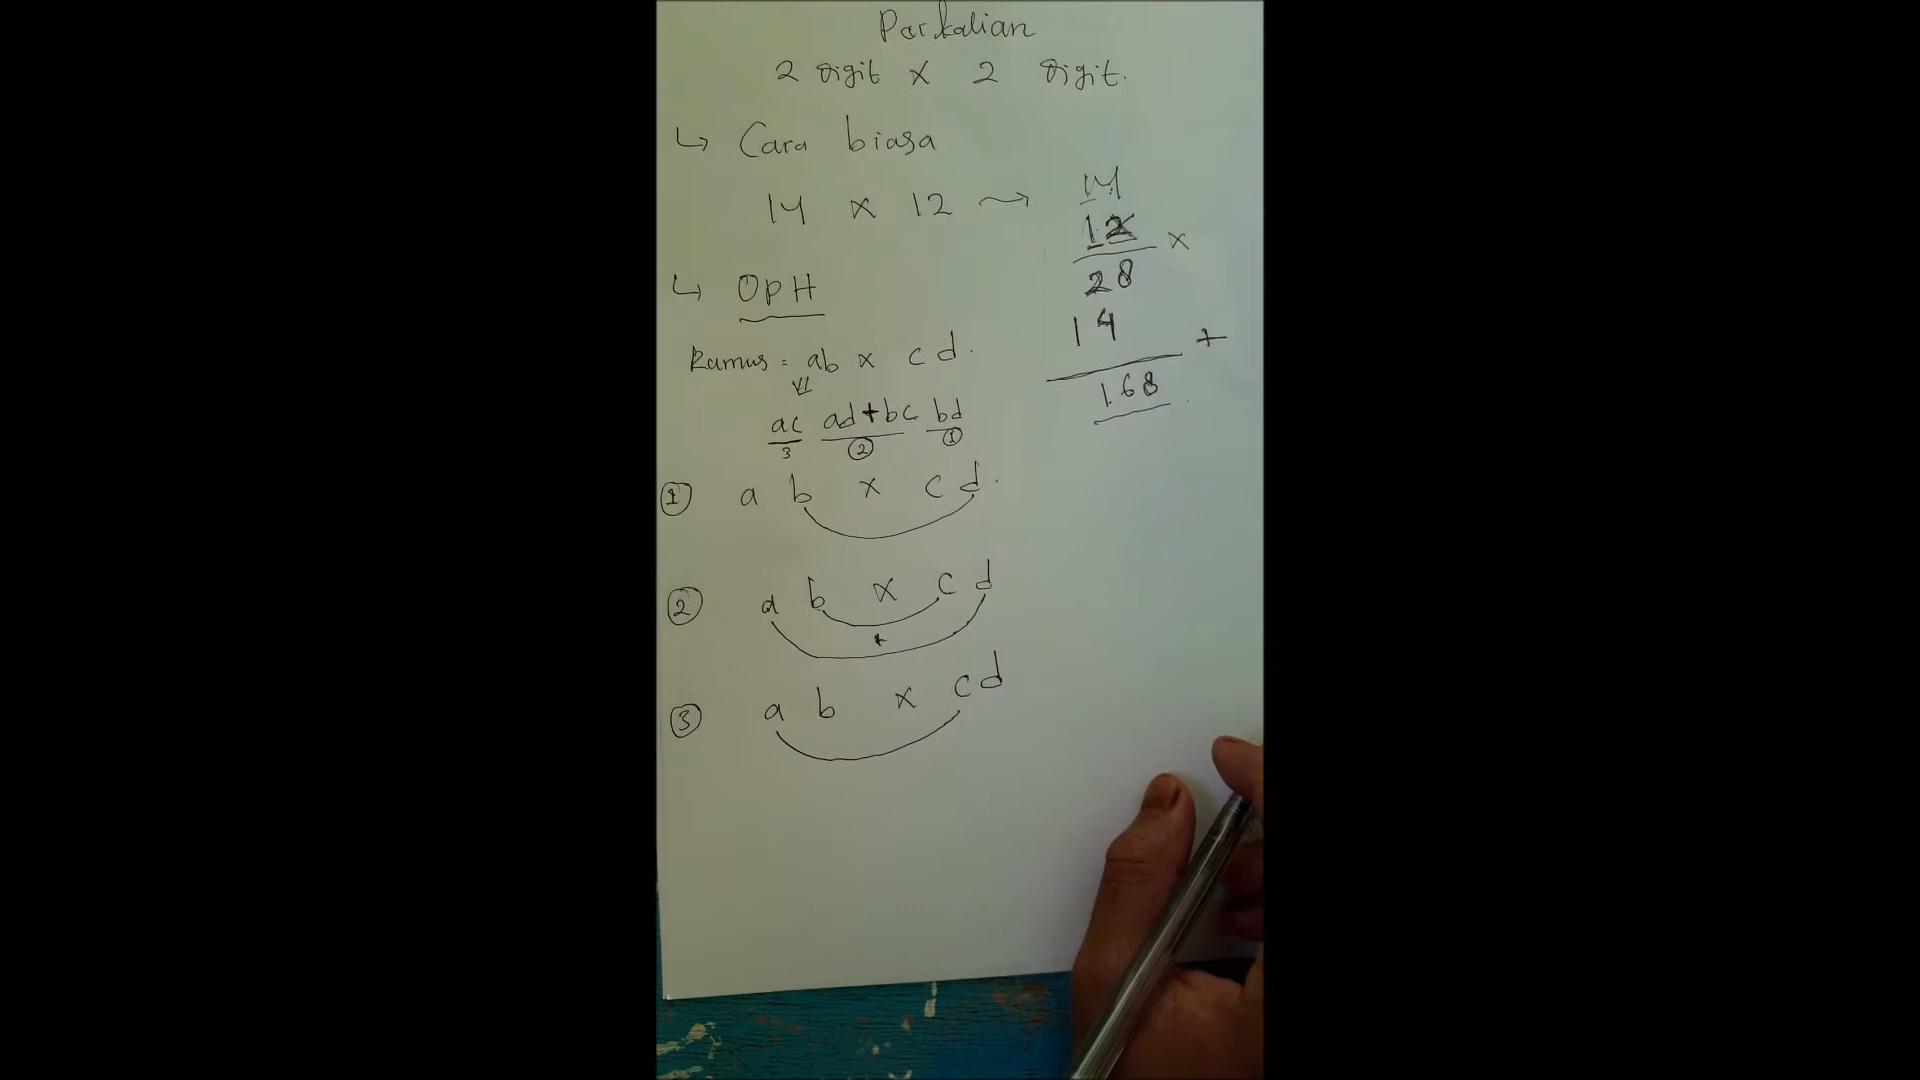 Perkalian
2 digit x 2 digit.
↳ Cara biasa
14 x 12 →
14
12 x
28
14 +
168
↳ OPH
Rumus = ab x cd.
ac ad+bc bd
3 ② ①
① a b x c d.
② a b x c d
+
③ a b x c d